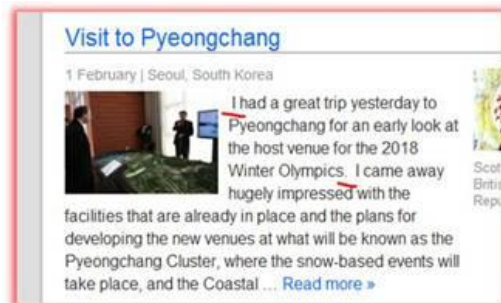 Visit to Pyeongchang
1 February | Seoul, South Korea
I had a great trip yesterday to
Pyeongchang for an early look at
the host venue for the 2018
Winter Olympics. I came away
hugely impressed with the
facilities that are already in place and the plans for
developing the new venues at what will be known as the
Pyeongchang Cluster, where the snow-based events will
take place, and the Coastal ... Read more »
Scot
Britis
Repu